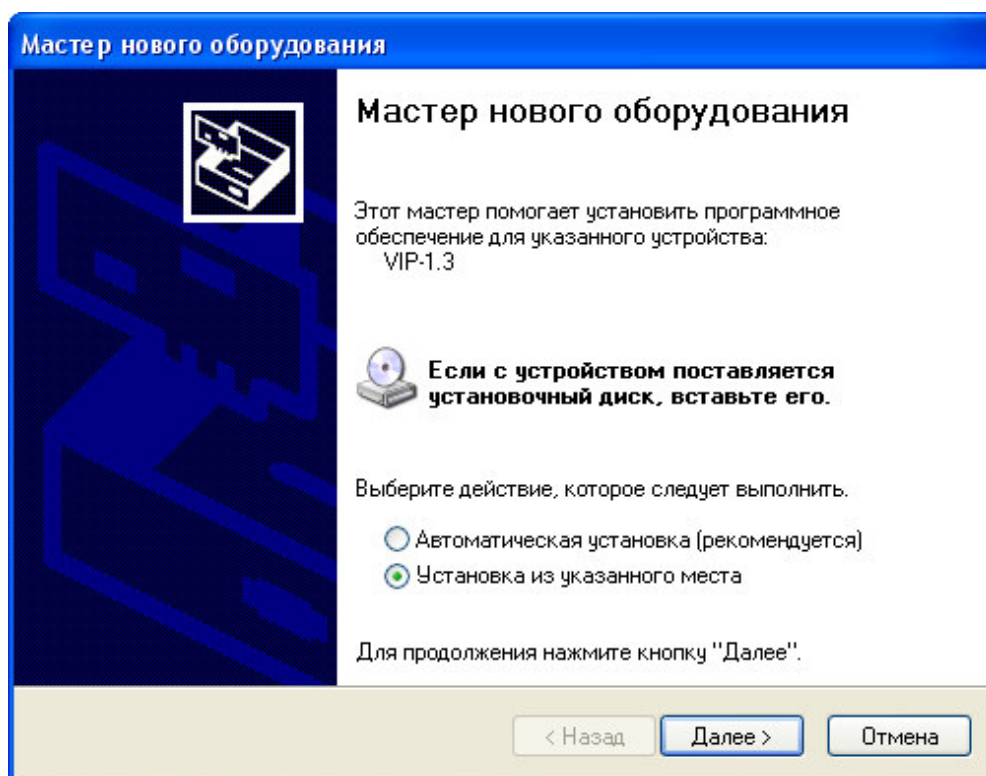 Мастер нового оборудования
Мастер нового оборудования
Этот мастер помогает установить программное
обеспечение для указанного устройства:
VIP-1.3
Если с устройством поставляется
установочный диск, вставьте его.
Выберите действие, которое следует выполнить.
Автоматическая установка (рекомендуется)
Установка из указанного места
Для продолжения нажмите кнопку "Далее".
< Назад
Далее >
Отмена